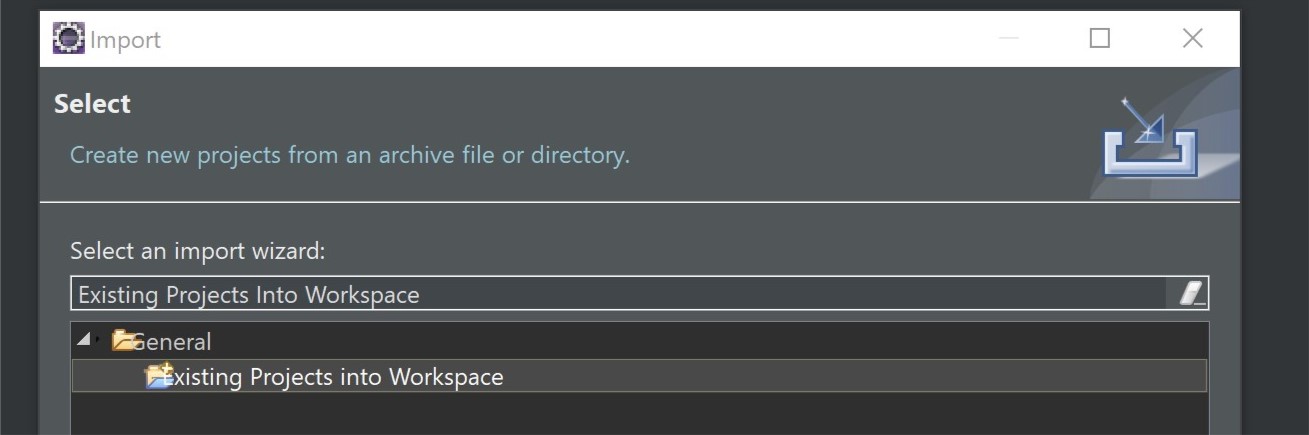 Import
Select
Create new projects from an archive file or directory.
Select an import wizard:
Existing Projects Into Workspace
General
Existing Projects into Workspace